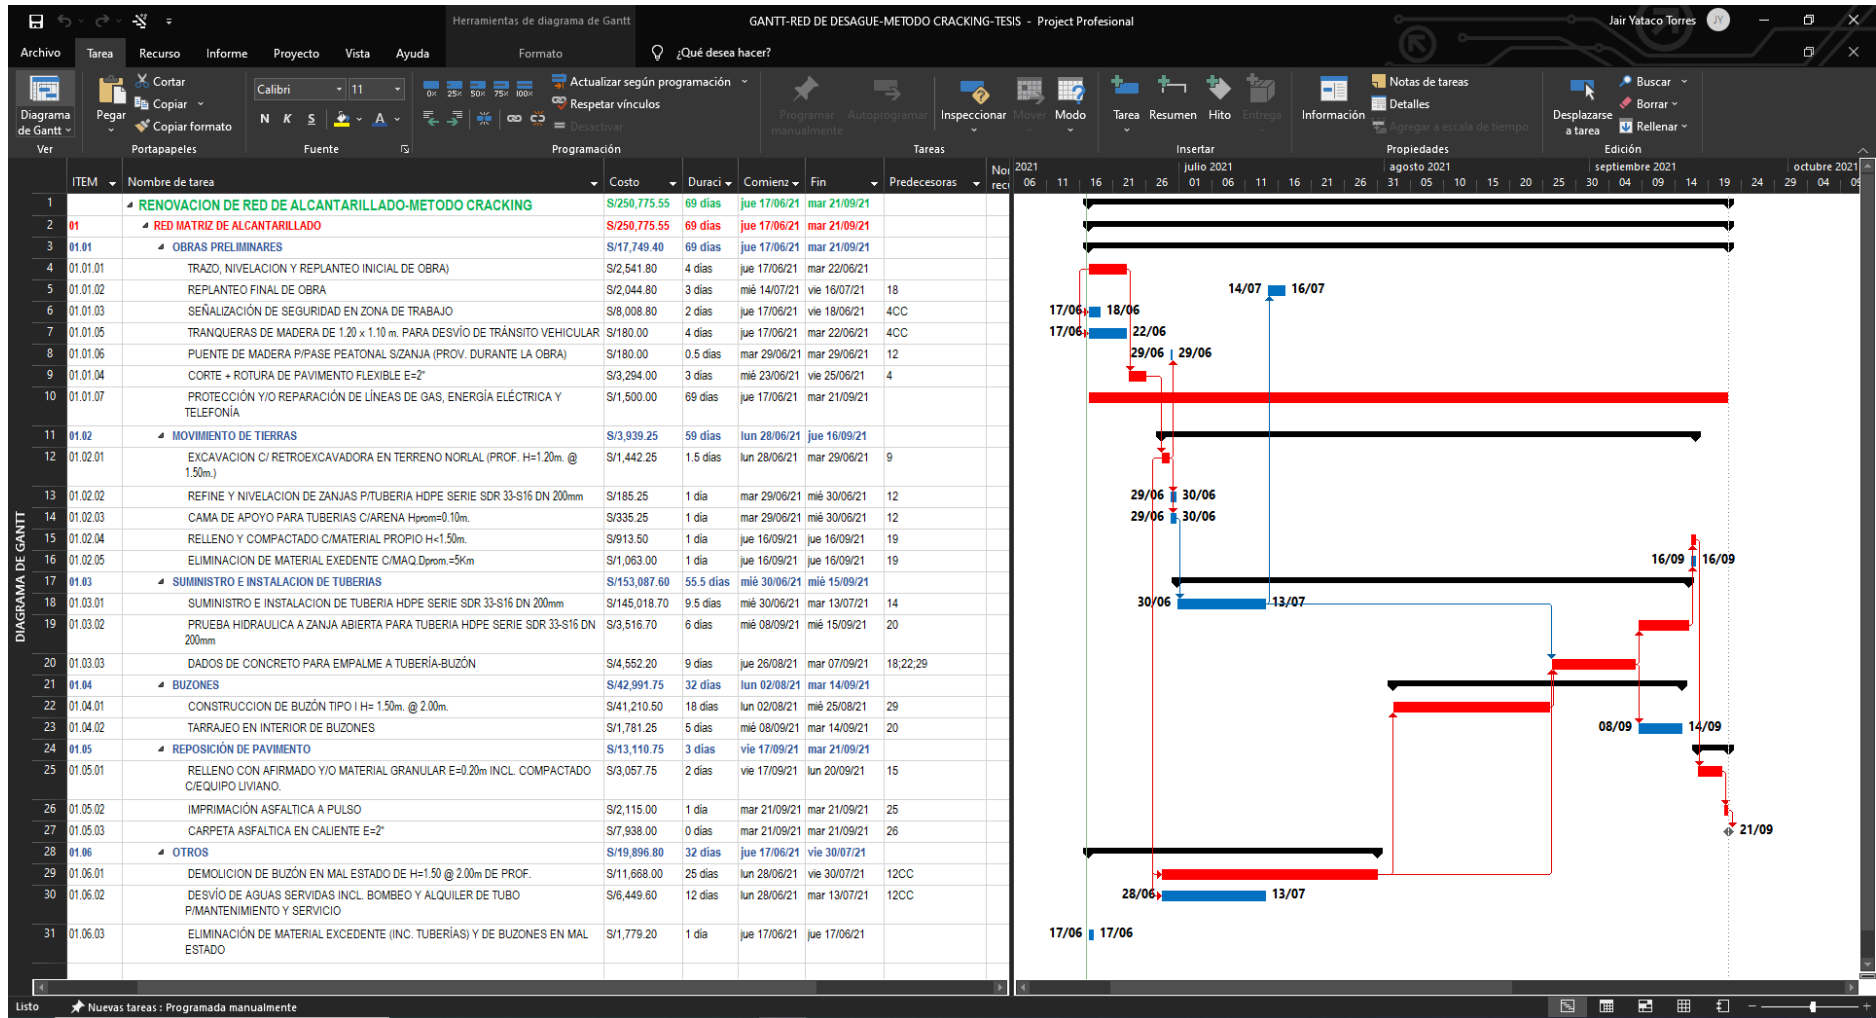 Herramientas de diagrama de Gantt
GANTT-RED DE DESAGUE-METODO CRACKING-TESIS - Project Profesional
Jair Yataco Torres
JY
Archivo Tarea Recurso Informe Proyecto Vista Ayuda Formato ¿Qué desea hacer?
Diagrama de Gantt
Ver
Pegar
Cortar
Copiar
Copiar formato
Portapapeles
Calibri 11
N K S A
Fuente
0× 25× 50× 75× 100×
Actualizar según programación
Respetar vínculos
Desactivar
Programación
Programar manualmente
Autoprogramar
Inspeccionar
Mover
Modo
Tareas
Tarea
Resumen
Hito
Entrega
Insertar
Información
Notas de tareas
Detalles
Agregar a escala de tiempo
Propiedades
Desplazarse a tarea
Buscar
Borrar
Rellenar
Edición
ITEM Nombre de tarea Costo Duraci Comienz Fin Predecesoras
1 RENOVACION DE RED DE ALCANTARILLADO-METODO CRACKING S/250,775.55 69 días jue 17/06/21 mar 21/09/21
2 01 RED MATRIZ DE ALCANTARILLADO S/250,775.55 69 días jue 17/06/21 mar 21/09/21
3 01.01 OBRAS PRELIMINARES S/17,749.40 69 días jue 17/06/21 mar 21/09/21
4 01.01.01 TRAZO, NIVELACION Y REPLANTEO INICIAL DE OBRA) S/2,541.80 4 días jue 17/06/21 mar 22/06/21
5 01.01.02 REPLANTEO FINAL DE OBRA S/2,044.80 3 días mié 14/07/21 vie 16/07/21 18
6 01.01.03 SEÑALIZACIÓN DE SEGURIDAD EN ZONA DE TRABAJO S/8,008.80 2 días jue 17/06/21 vie 18/06/21 4CC
7 01.01.05 TRANQUERAS DE MADERA DE 1.20 x 1.10 m. PARA DESVÍO DE TRÁNSITO VEHICULAR S/180.00 4 días jue 17/06/21 mar 22/06/21 4CC
8 01.01.06 PUENTE DE MADERA P/PASE PEATONAL S/ZANJA (PROV. DURANTE LA OBRA) S/180.00 0.5 días mar 29/06/21 mar 29/06/21 12
9 01.01.04 CORTE + ROTURA DE PAVIMENTO FLEXIBLE E=2" S/3,294.00 3 días mié 23/06/21 vie 25/06/21 4
10 01.01.07 PROTECCIÓN Y/O REPARACIÓN DE LÍNEAS DE GAS, ENERGÍA ELÉCTRICA Y S/1,500.00 69 días jue 17/06/21 mar 21/09/21
TELEFONÍA
11 01.02 MOVIMIENTO DE TIERRAS S/3,939.25 59 días lun 28/06/21 jue 16/09/21
12 01.02.01 EXCAVACION C/ RETROEXCAVADORA EN TERRENO NORLAL (PROF. H=1.20m. @ S/1,442.25 1.5 días lun 28/06/21 mar 29/06/21 9
1.50m.)
13 01.02.02 REFINE Y NIVELACION DE ZANJAS P/TUBERIA HDPE SERIE SDR 33-S16 DN 200mm S/185.25 1 día mar 29/06/21 mié 30/06/21 12
14 01.02.03 CAMA DE APOYO PARA TUBERIAS C/ARENA Hprom=0.10m. S/335.25 1 día mar 29/06/21 mié 30/06/21 12
15 01.02.04 RELLENO Y COMPACTADO C/MATERIAL PROPIO H<1.50m. S/913.50 1 día jue 16/09/21 jue 16/09/21 19
16 01.02.05 ELIMINACION DE MATERIAL EXEDENTE C/MAQ.Dprom.=5Km S/1,063.00 1 día jue 16/09/21 jue 16/09/21 19
17 01.03 SUMINISTRO E INSTALACION DE TUBERIAS S/153,087.60 55.5 días mié 30/06/21 mié 15/09/21
18 01.03.01 SUMINISTRO E INSTALACION DE TUBERIA HDPE SERIE SDR 33-S16 DN 200mm S/145,018.70 9.5 días mié 30/06/21 mar 13/07/21 14
19 01.03.02 PRUEBA HIDRAULICA A ZANJA ABIERTA PARA TUBERIA HDPE SERIE SDR 33-S16 DN S/3,516.70 6 días mié 08/09/21 mié 15/09/21 20
200mm
20 01.03.03 DADOS DE CONCRETO PARA EMPALME A TUBERÍA-BUZÓN S/4,552.20 9 días jue 26/08/21 mar 07/09/21 18;22;29
21 01.04 BUZONES S/42,991.75 32 días lun 02/08/21 mar 14/09/21
22 01.04.01 CONSTRUCCION DE BUZÓN TIPO I H= 1.50m. @ 2.00m. S/41,210.50 18 días lun 02/08/21 mié 25/08/21 29
23 01.04.02 TARRAJEO EN INTERIOR DE BUZONES S/1,781.25 5 días mié 08/09/21 mar 14/09/21 20
24 01.05 REPOSICIÓN DE PAVIMENTO S/13,110.75 3 días vie 17/09/21 mar 21/09/21
25 01.05.01 RELLENO CON AFIRMADO Y/O MATERIAL GRANULAR E=0.20m INCL. COMPACTADO S/3,057.75 2 días vie 17/09/21 lun 20/09/21 15
C/EQUIPO LIVIANO.
26 01.05.02 IMPRIMACIÓN ASFALTICA A PULSO S/2,115.00 1 día mar 21/09/21 mar 21/09/21 25
27 01.05.03 CARPETA ASFALTICA EN CALIENTE E=2" S/7,938.00 0 días mar 21/09/21 mar 21/09/21 26
28 01.06 OTROS S/19,896.80 32 días jue 17/06/21 vie 30/07/21
29 01.06.01 DEMOLICION DE BUZÓN EN MAL ESTADO DE H=1.50 @ 2.00m DE PROF. S/11,668.00 25 días lun 28/06/21 vie 30/07/21 12CC
30 01.06.02 DESVÍO DE AGUAS SERVIDAS INCL. BOMBEO Y ALQUILER DE TUBO S/6,449.60 12 días lun 28/06/21 mar 13/07/21 12CC
P/MANTENIMIENTO Y SERVICIO
31 01.06.03 ELIMINACIÓN DE MATERIAL EXCEDENTE (INC. TUBERÍAS) Y DE BUZONES EN MAL S/1,779.20 1 día jue 17/06/21 jue 17/06/21
ESTADO
DIAGRAMA DE GANTT
2021 julio 2021 agosto 2021 septiembre 2021 octubre 2021
06 11 16 21 26 01 06 11 16 21 26 31 05 10 15 20 25 30 04 09 14 19 24 29 04
14/07 16/07
17/06 18/06
17/06 22/06
29/06 29/06
29/06 30/06
29/06 30/06
16/09 16/09
30/06 13/07
08/09 14/09
21/09
28/06 13/07
17/06 17/06
Listo Nuevas tareas : Programada manualmente